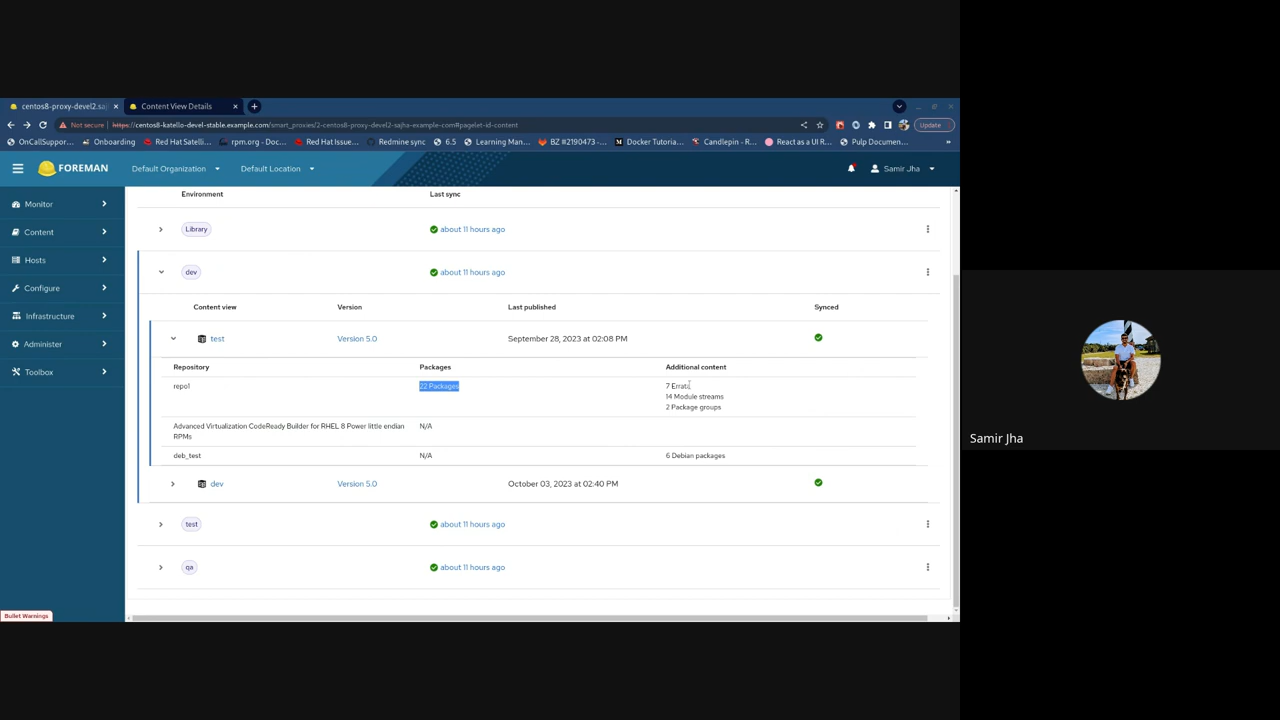 centos8-proxy-devel2.sa
Content View Details
Not secure https://centos8-katello-devel-stable.example.com/smart_proxies/2-centos8-proxy-devel2-sajha-example-com#pagelet-id-content
Update
OnCallSuppor... Onboarding Red Hat Satelli... rpm.org - Doc... Red Hat Issue... Redmine sync 6.5 Learning Man... BZ #2190473 -... Docker Tutoria... Candlepin - R... React as a UI R... Pulp Documen... »
FOREMAN Default Organization Default Location Samir Jha
Monitor
Content
Hosts
Configure
Infrastructure
Administer
Toolbox
Environment Last sync
Library about 11 hours ago
dev about 11 hours ago
Content view Version Last published Synced
test Version 5.0 September 28, 2023 at 02:08 PM
Repository Packages Additional content
repo1 22 Packages 7 Errata
14 Module streams
2 Package groups
Advanced Virtualization CodeReady Builder for RHEL 8 Power little endian N/A
RPMs
deb_test N/A 6 Debian packages
dev Version 5.0 October 03, 2023 at 02:40 PM
test about 11 hours ago
qa about 11 hours ago
Bullet Warnings
Samir Jha